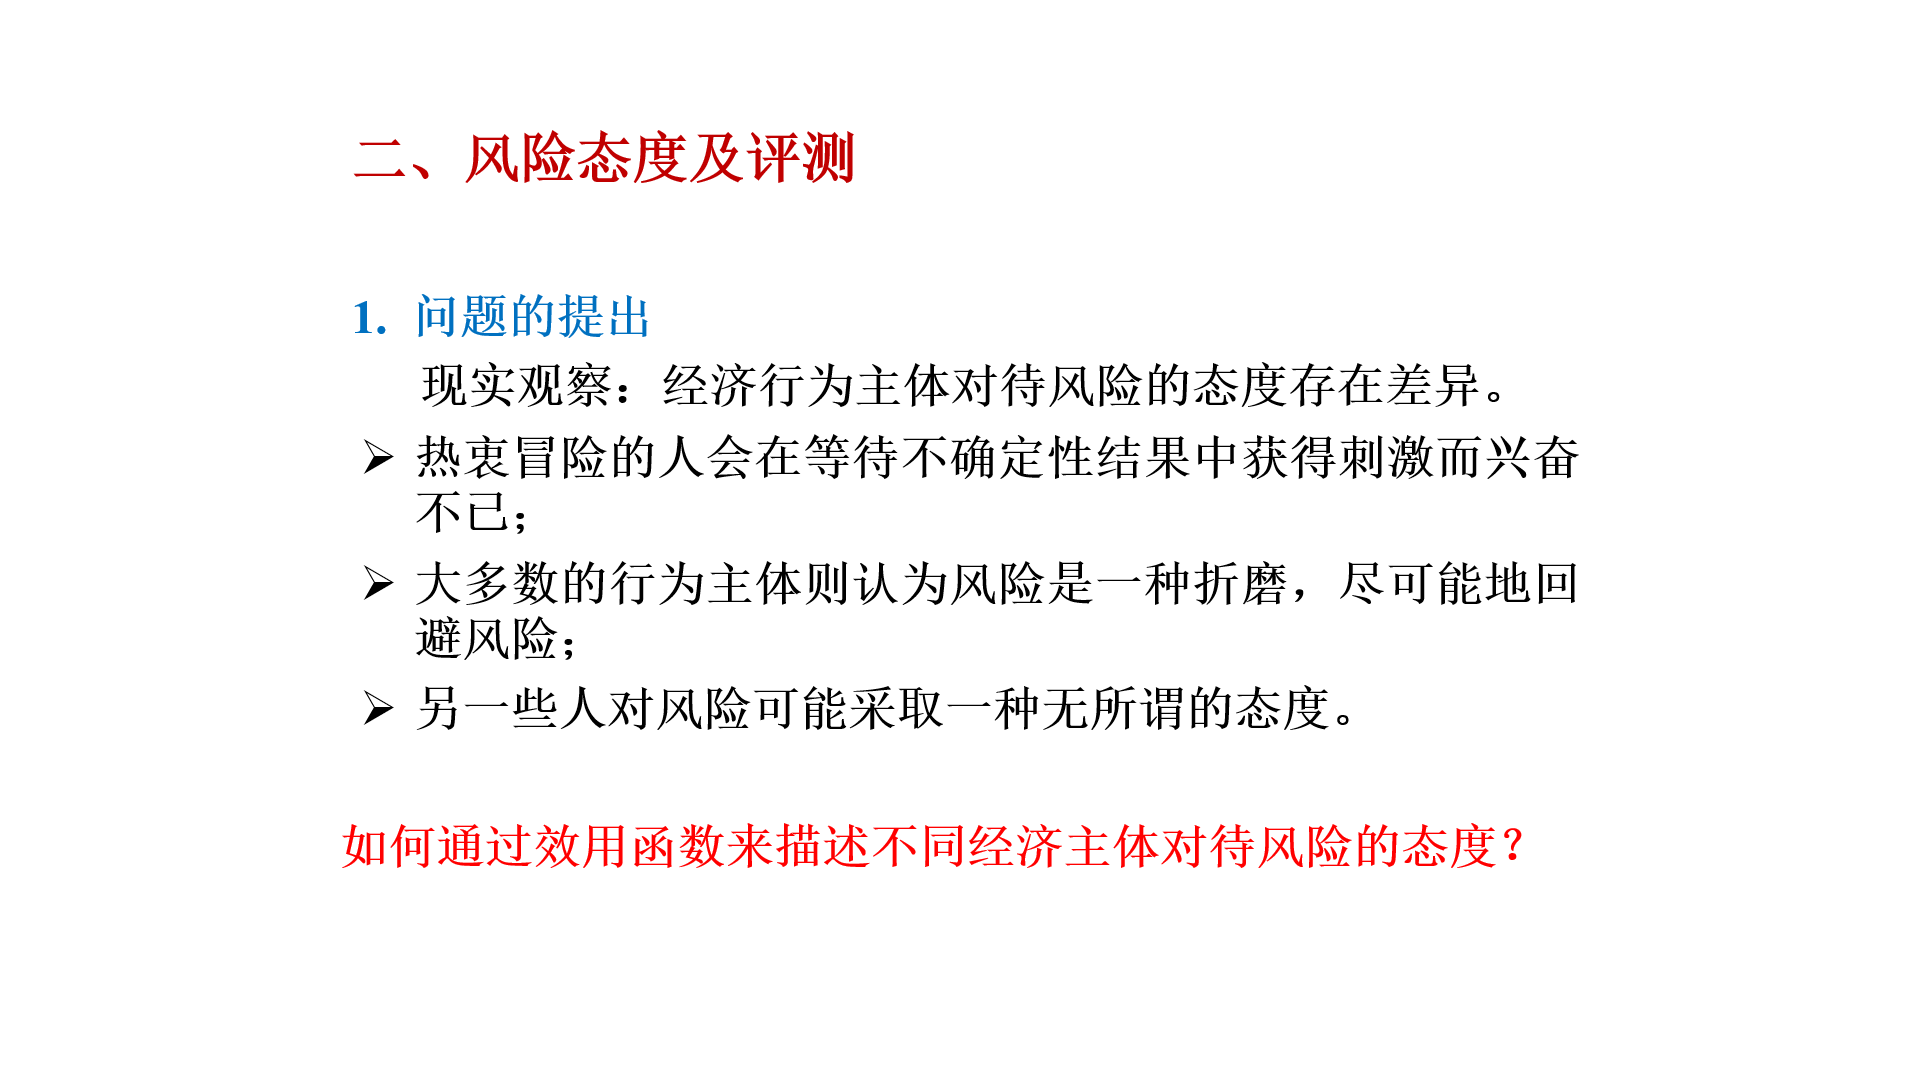 二、风险态度及评测
1. 问题的提出
现实观察：经济行为主体对待风险的态度存在差异。
➢ 热衷冒险的人会在等待不确定性结果中获得刺激而兴奋
不已；
➢ 大多数的行为主体则认为风险是一种折磨，尽可能地回
避风险；
➢ 另一些人对风险可能采取一种无所谓的态度。
如何通过效用函数来描述不同经济主体对待风险的态度？